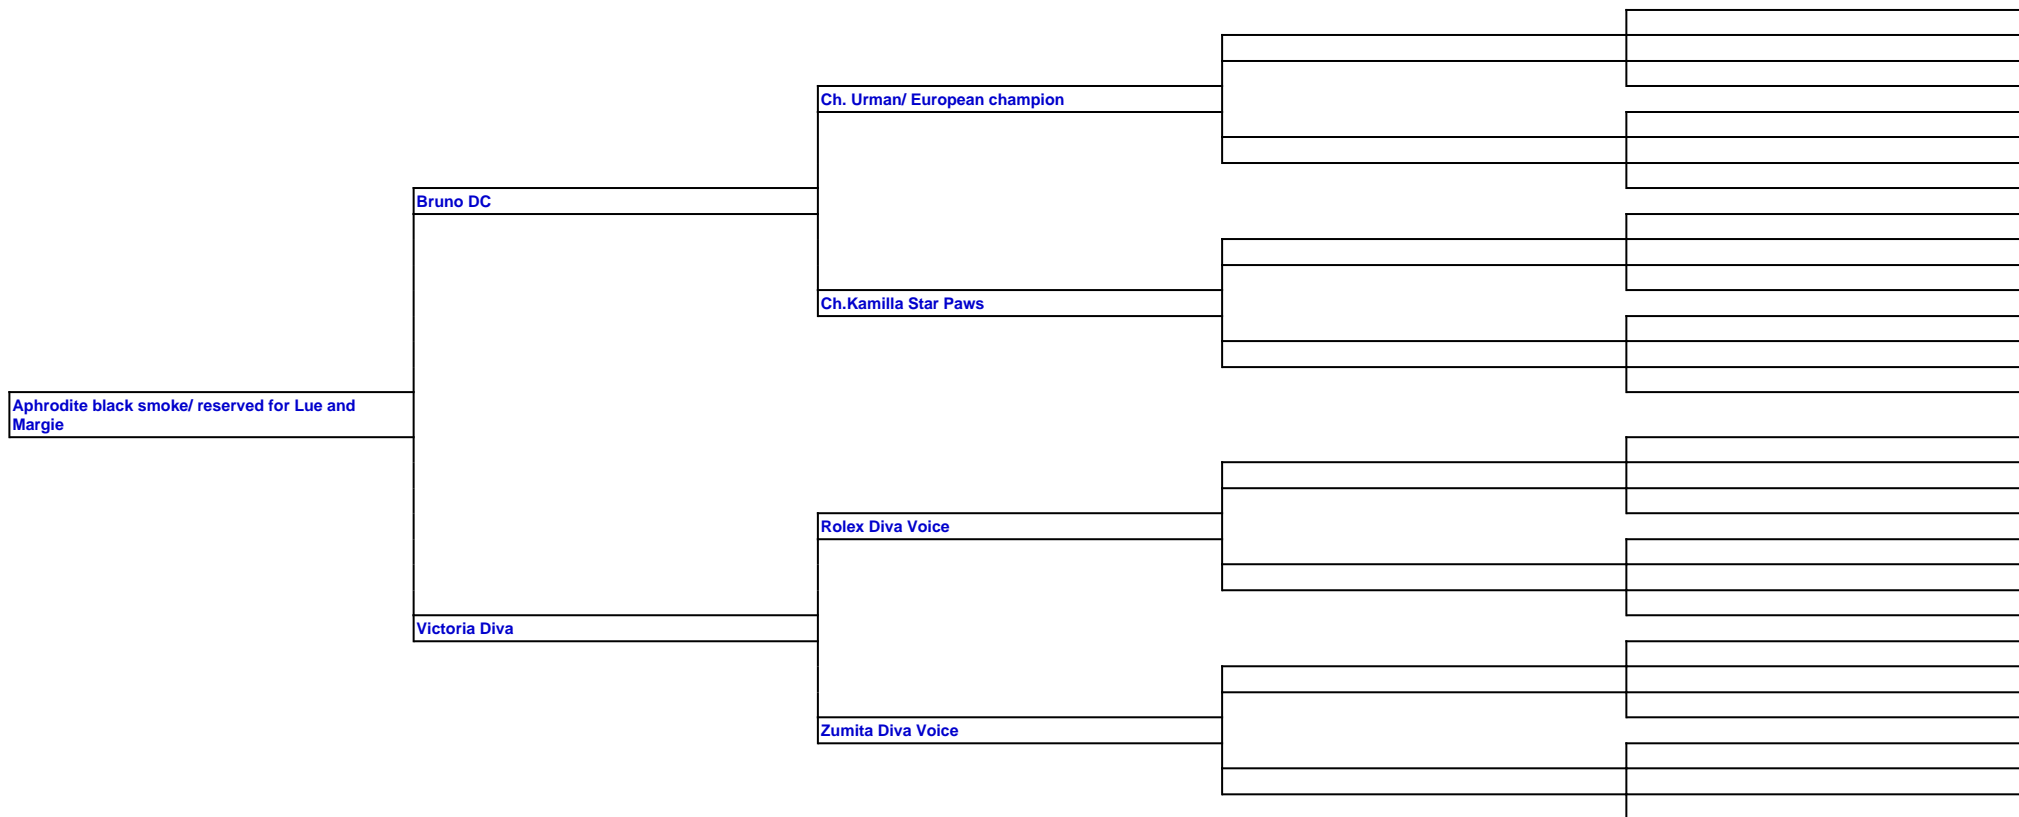 Ch. Urman/ European champion
Bruno DC
Ch.Kamilla Star Paws
Aphrodite black smoke/ reserved for Lue and
Margie
Rolex Diva Voice
Victoria Diva
Zumita Diva Voice